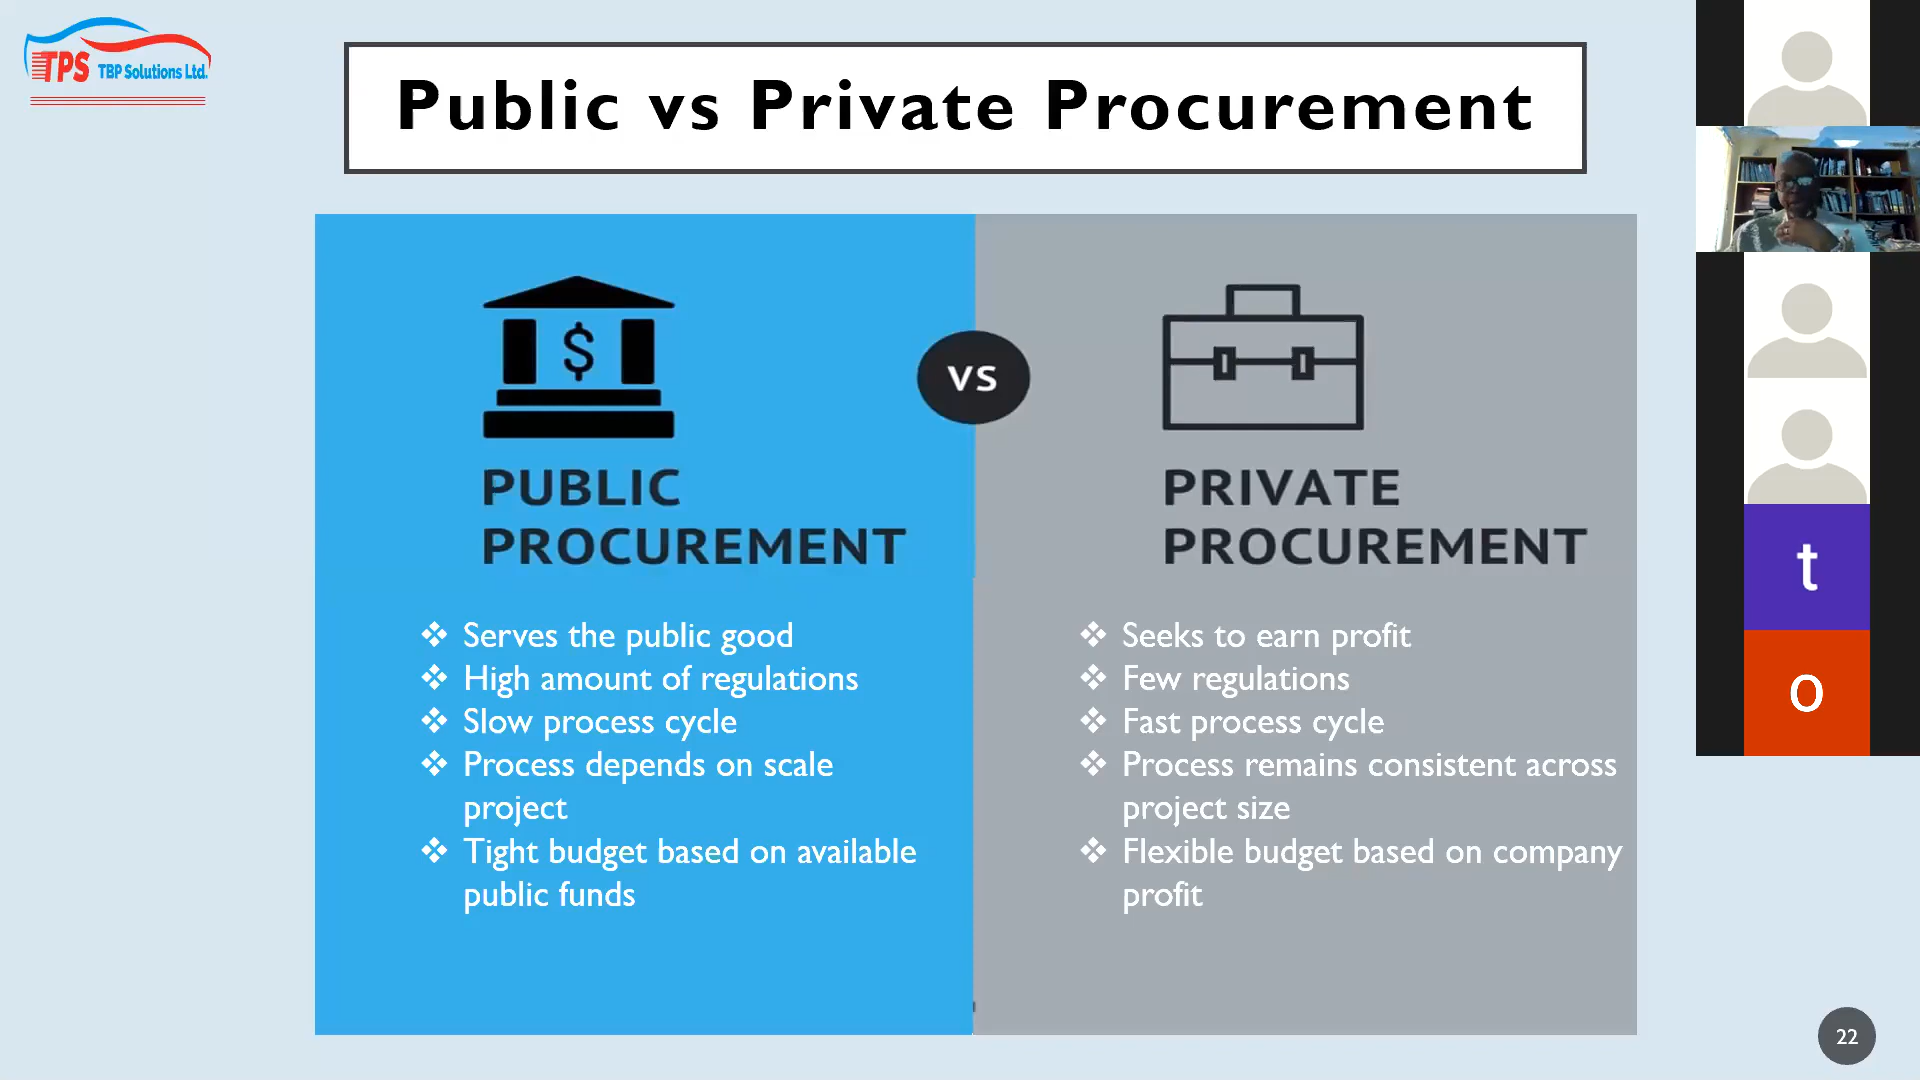 TPS TBP Solutions Ltd.
Public vs Private Procurement
$
VS
PUBLIC
PROCUREMENT
❖ Serves the public good
❖ High amount of regulations
❖ Slow process cycle
❖ Process depends on scale
project
❖ Tight budget based on available
public funds
PRIVATE
PROCUREMENT
❖ Seeks to earn profit
❖ Few regulations
❖ Fast process cycle
❖ Process remains consistent across
project size
❖ Flexible budget based on company
profit
t
o
22